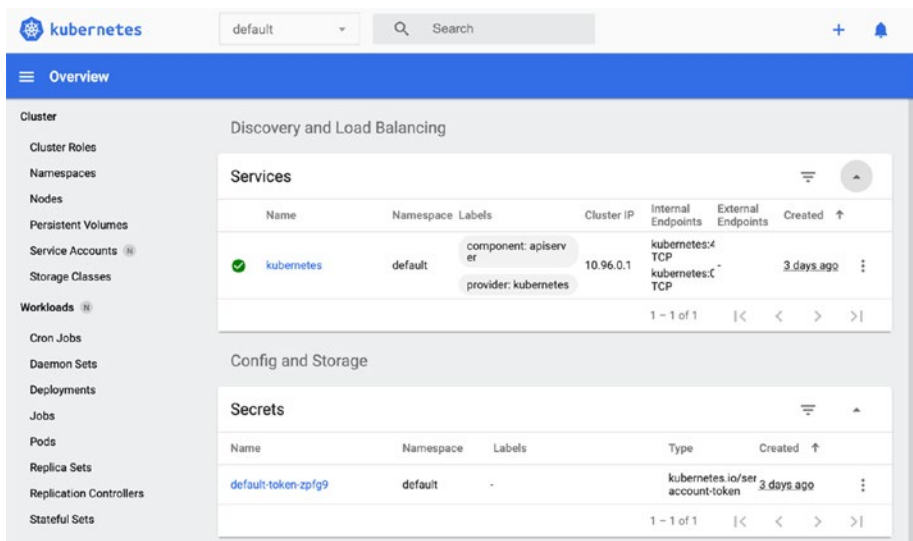 kubernetes
default
Search
+
Overview
Cluster
Cluster Roles
Namespaces
Nodes
Persistent Volumes
Service Accounts N
Storage Classes
Workloads N
Cron Jobs
Daemon Sets
Deployments
Jobs
Pods
Replica Sets
Replication Controllers
Stateful Sets
Discovery and Load Balancing
Services
Name Namespace Labels Cluster IP Internal Endpoints External Endpoints Created
kubernetes default component: apiserv
er
provider: kubernetes
10.96.0.1
kubernetes:4
TCP
kubernetes:0
TCP
-
3 days ago
1 – 1 of 1
Config and Storage
Secrets
Name Namespace Labels Type Created
default-token-zpfg9 default - kubernetes.io/ser
account-token
3 days ago
1 – 1 of 1